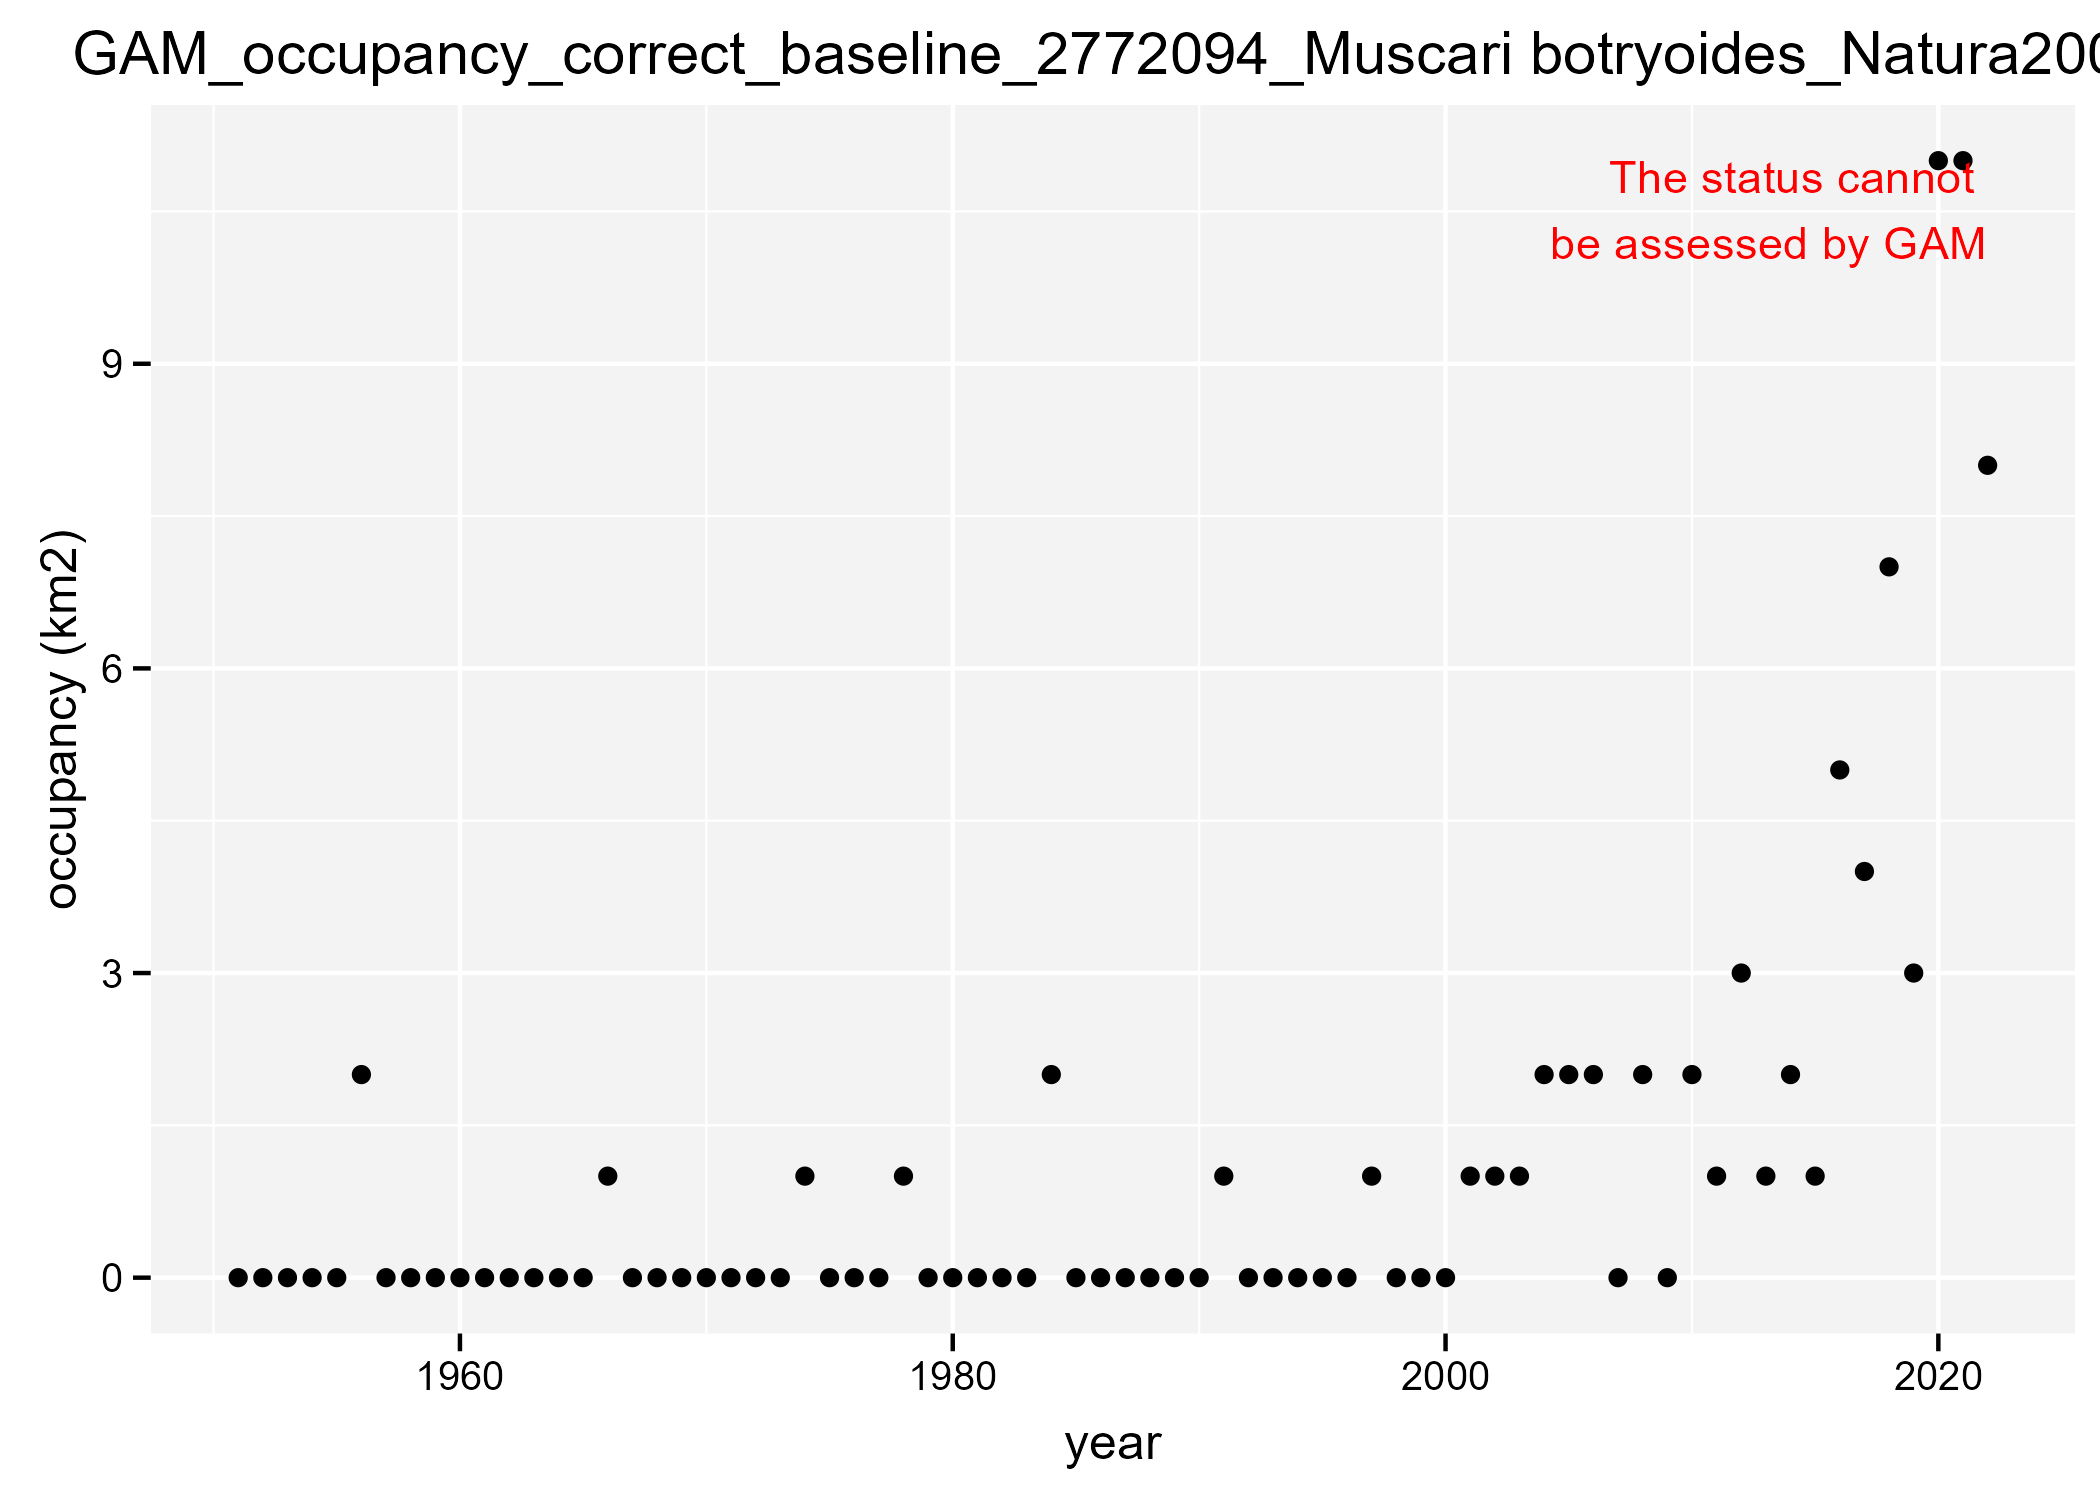 GAM_occupancy_correct_baseline_2772094_Muscari botryoides_Natura200
The status cannot
be assessed by GAM
9
6
3
0
occupancy (km2)
1960 1980 2000 2020
year